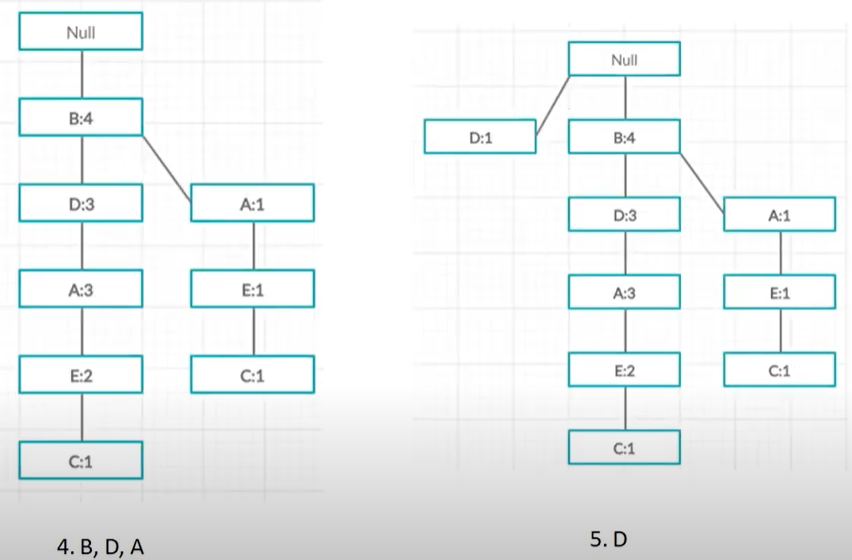 Null
B:4
D:3
A:1
A:3
E:1
E:2
C:1
C:1
4. B, D, A
Null
D:1
B:4
D:3
A:1
A:3
E:1
E:2
C:1
C:1
5. D